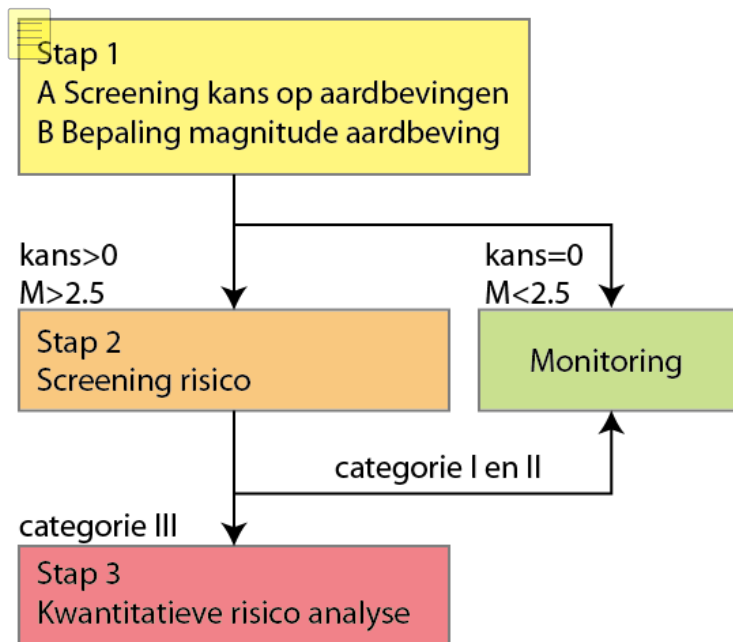 Stap 1
A Screening kans op aardbevingen
B Bepaling magnitude aardbeving
kans>0
M>2.5
kans=0
M<2.5
Stap 2
Screening risico
Monitoring
categorie I en II
categorie III
Stap 3
Kwantitatieve risico analyse